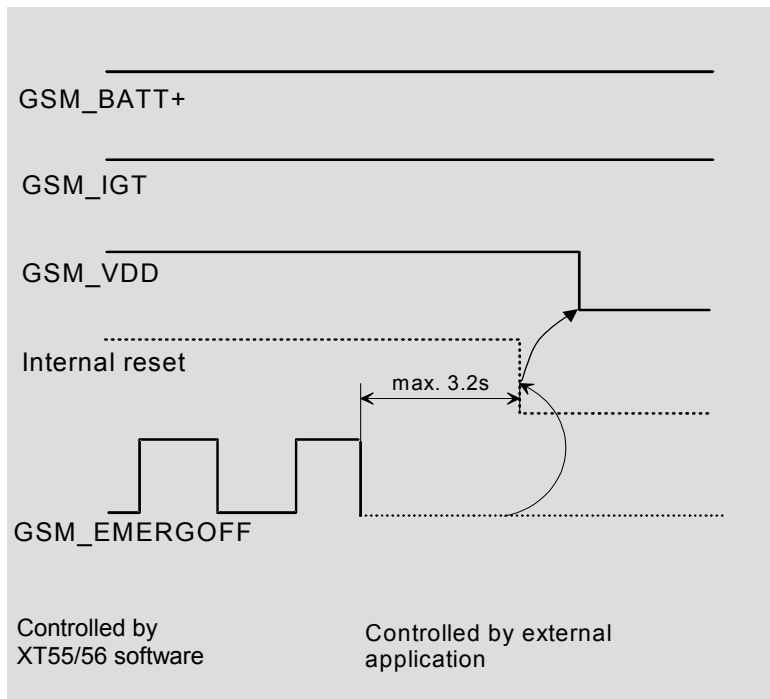 GSM_BATT+
GSM_IGT
GSM_VDD
Internal reset
max. 3.2s
GSM_EMERGOFF
Controlled by
XT55/56 software
Controlled by external
application